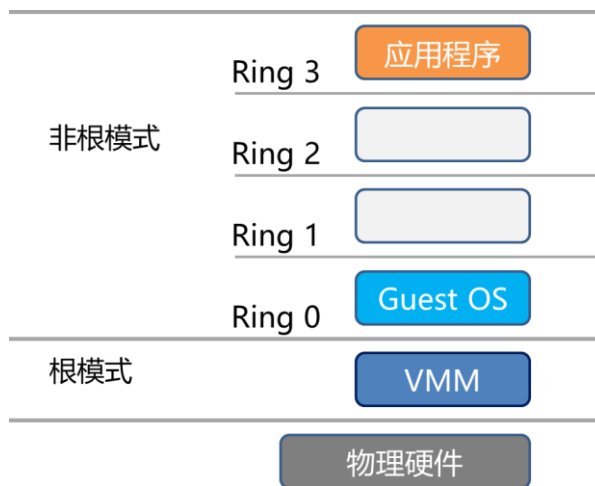 应用程序
Ring 3
非根模式
Ring 2
Ring 1
Guest OS
Ring 0
根模式
VMM
物理硬件